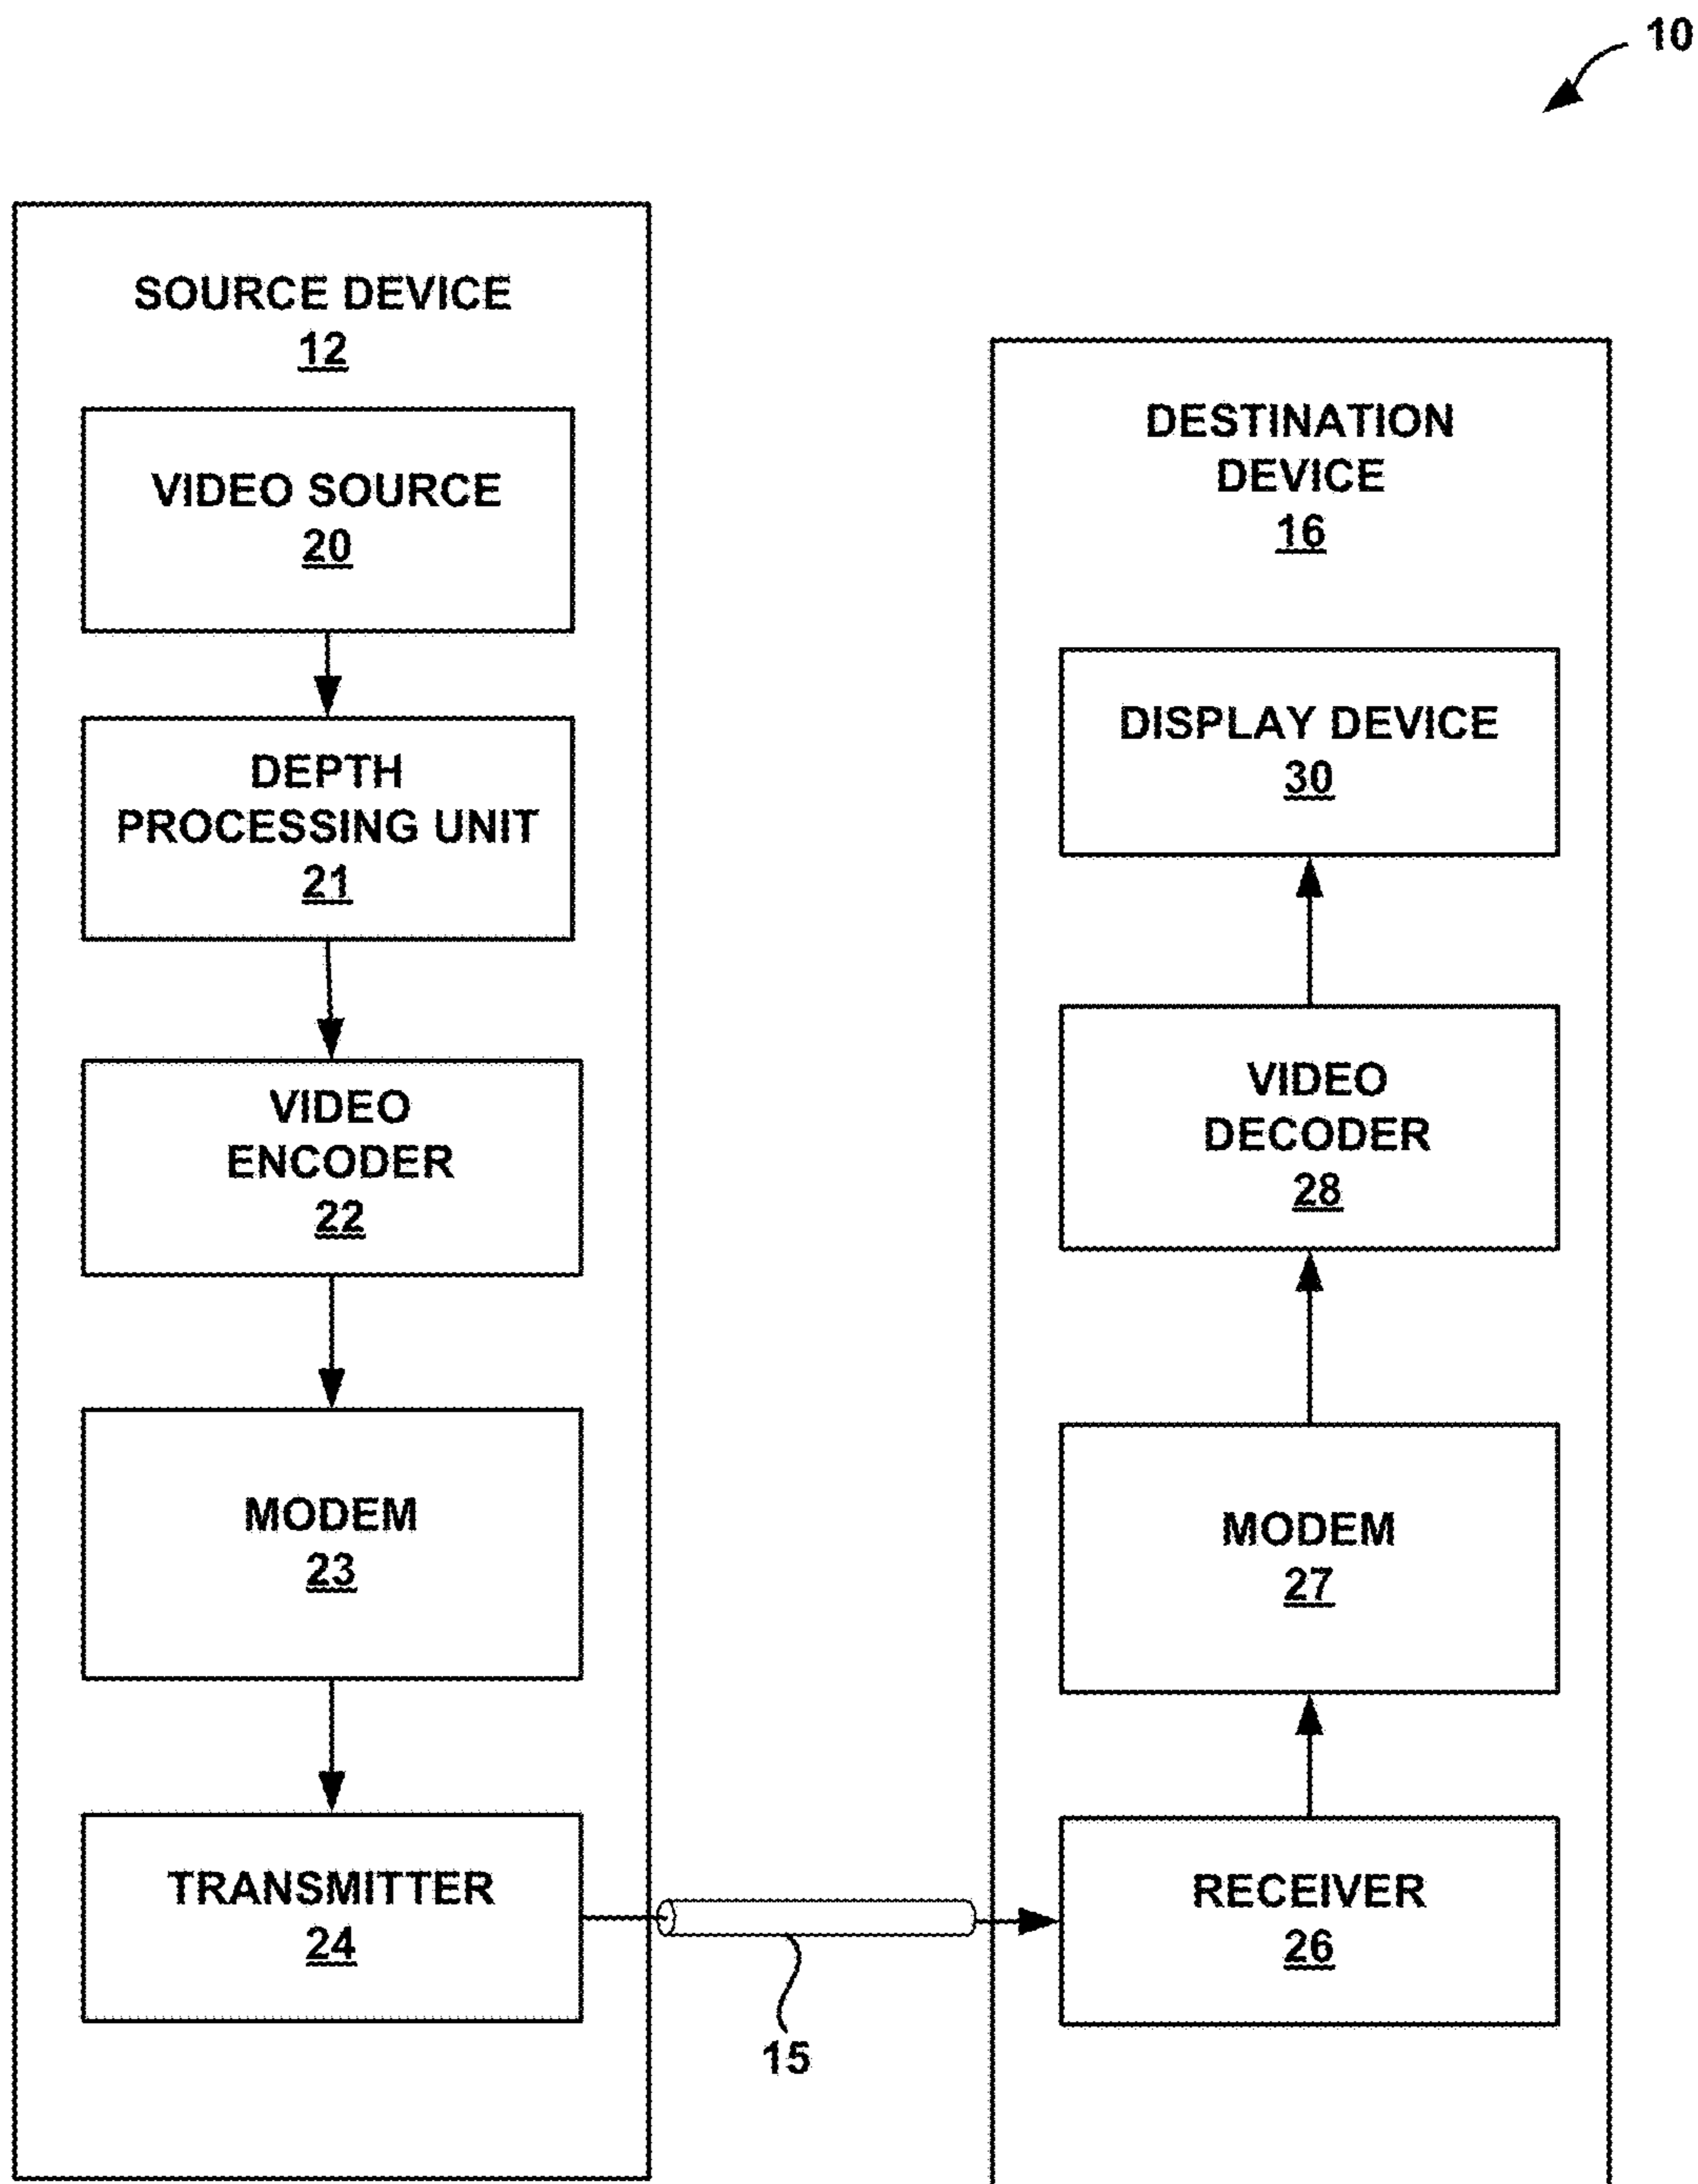 10
SOURCE DEVICE
12
VIDEO SOURCE
20
DEPTH
PROCESSING UNIT
21
VIDEO
ENCODER
22
MODEM
23
TRANSMITTER
24
15
DESTINATION
DEVICE
16
DISPLAY DEVICE
30
VIDEO
DECODER
28
MODEM
27
RECEIVER
26